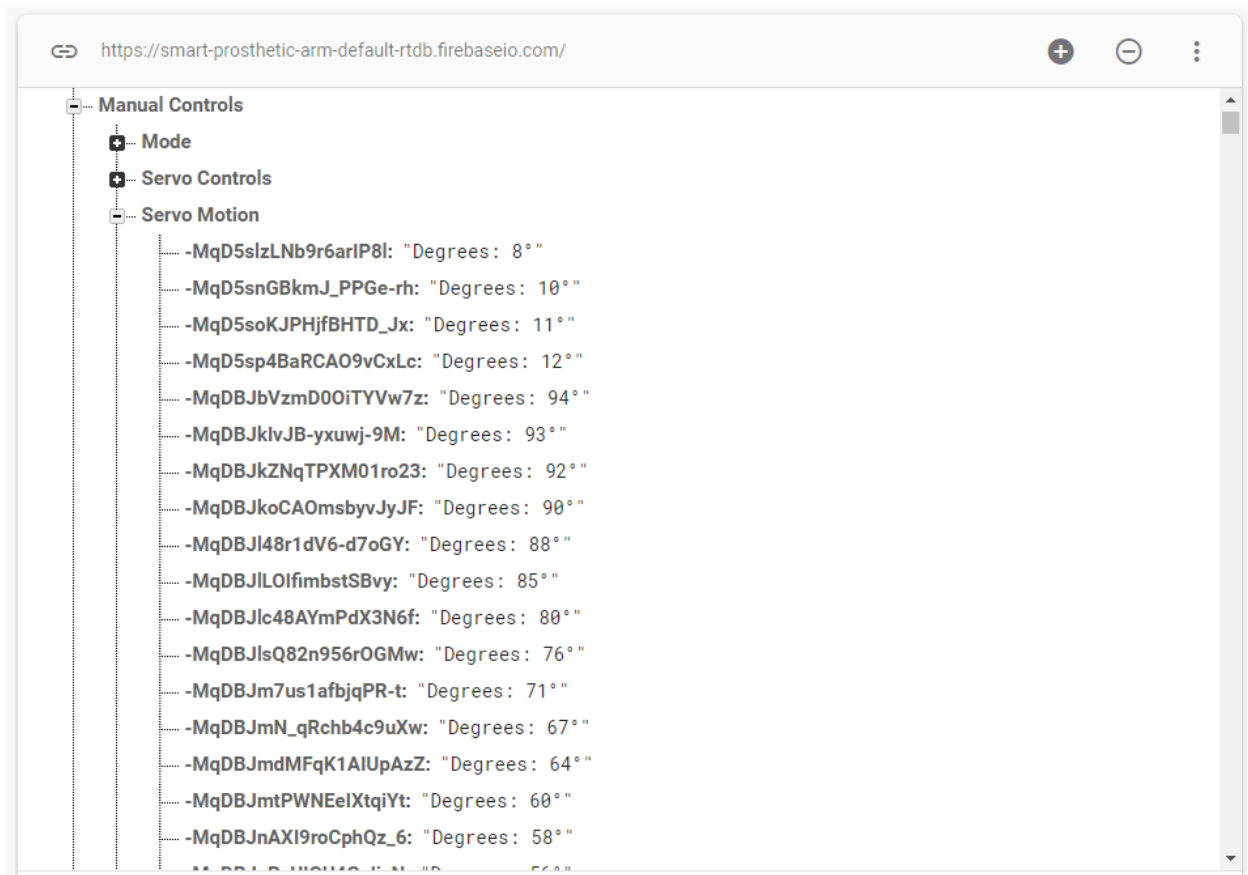 https://smart-prosthetic-arm-default-rtdb.firebaseio.com/
Manual Controls
Mode
Servo Controls
Servo Motion
-MqD5slzLNb9r6arIP8l: "Degrees: 8°"
-MqD5snGBkmJ_PPGe-rh: "Degrees: 10°"
-MqD5soKJPHjfBHTD_Jx: "Degrees: 11°"
-MqD5sp4BaRCAO9vCxLc: "Degrees: 12°"
-MqDBJbVzmD0OiTYVw7z: "Degrees: 94°"
-MqDBJkIvJB-yxuwj-9M: "Degrees: 93°"
-MqDBJkZNqTPXM01ro23: "Degrees: 92°"
-MqDBJkoCAOmsbyvJyJF: "Degrees: 90°"
-MqDBJl48r1dV6-d7oGY: "Degrees: 88°"
-MqDBJlLOlfimbstSBvy: "Degrees: 85°"
-MqDBJlc48AYmPdX3N6f: "Degrees: 80°"
-MqDBJlsQ82n956rOGMw: "Degrees: 76°"
-MqDBJm7us1afbjqPR-t: "Degrees: 71°"
-MqDBJmN_qRchb4c9uXw: "Degrees: 67°"
-MqDBJmdMFqK1AlUpAzZ: "Degrees: 64°"
-MqDBJmtPWNEeIXtqiYt: "Degrees: 60°"
-MqDBJnAXI9roCphQz_6: "Degrees: 58°"